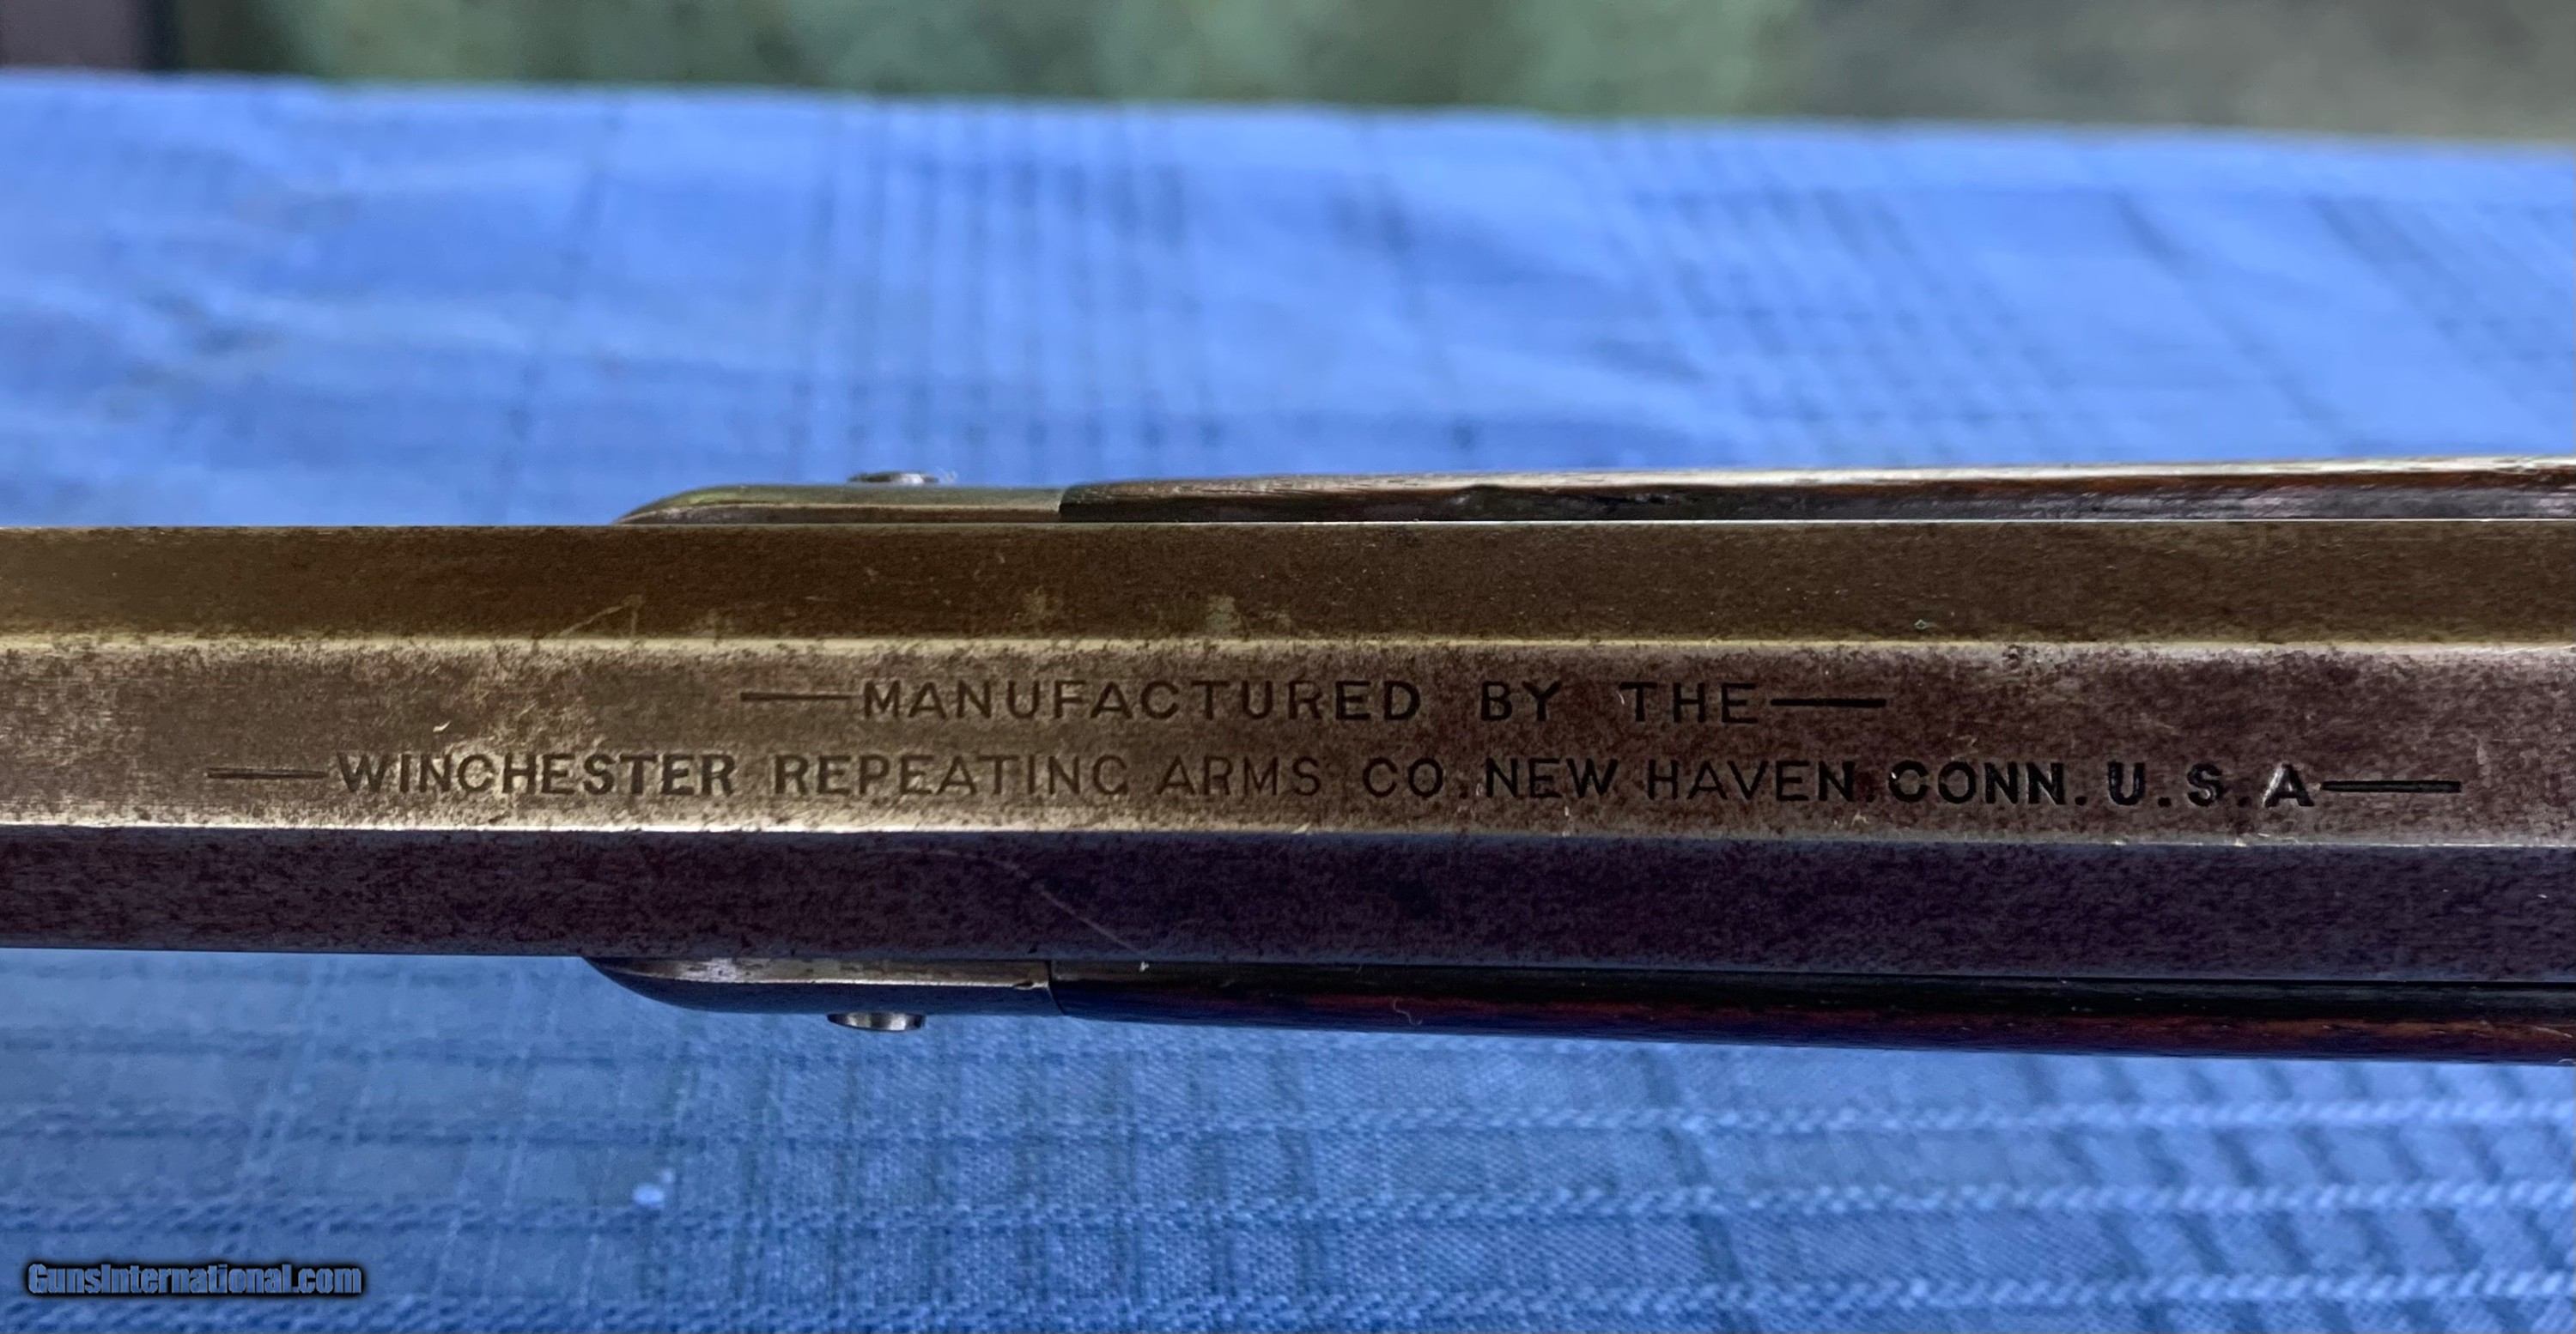 —MANUFACTURED BY THE—
—WINCHESTER REPEATING ARMS CO. NEW HAVEN. CONN. U.S.A—
GunsInternational.com